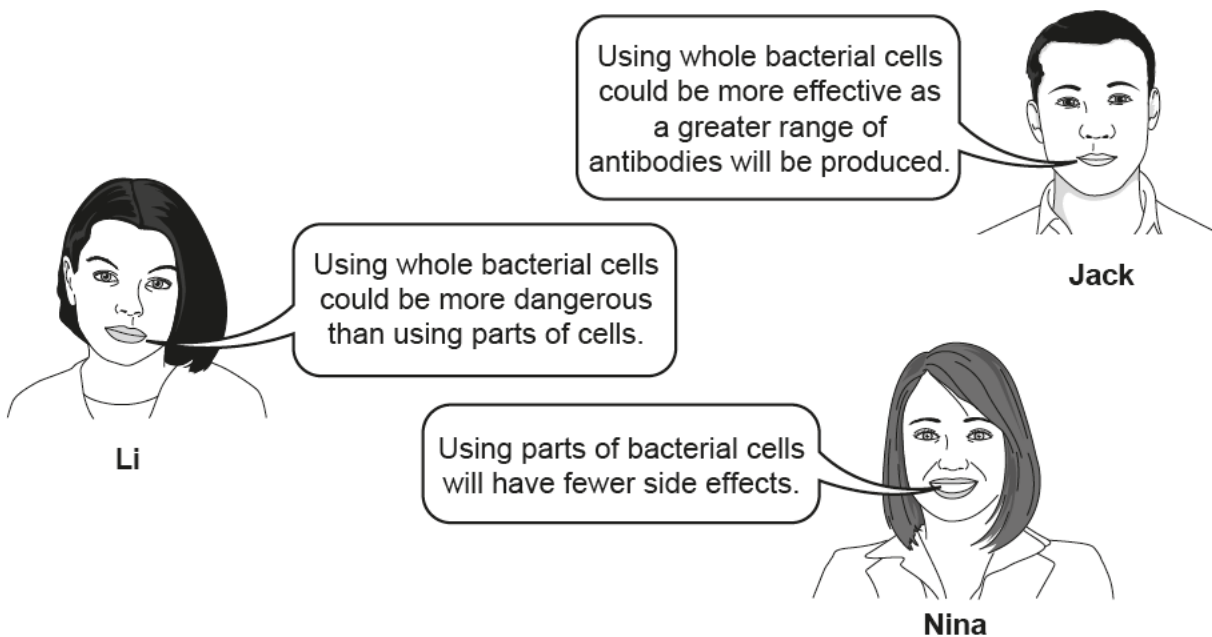 Using whole bacterial cells
could be more effective as
a greater range of
antibodies will be produced.
Jack
Using whole bacterial cells
could be more dangerous
than using parts of cells.
Li
Using parts of bacterial cells
will have fewer side effects.
Nina